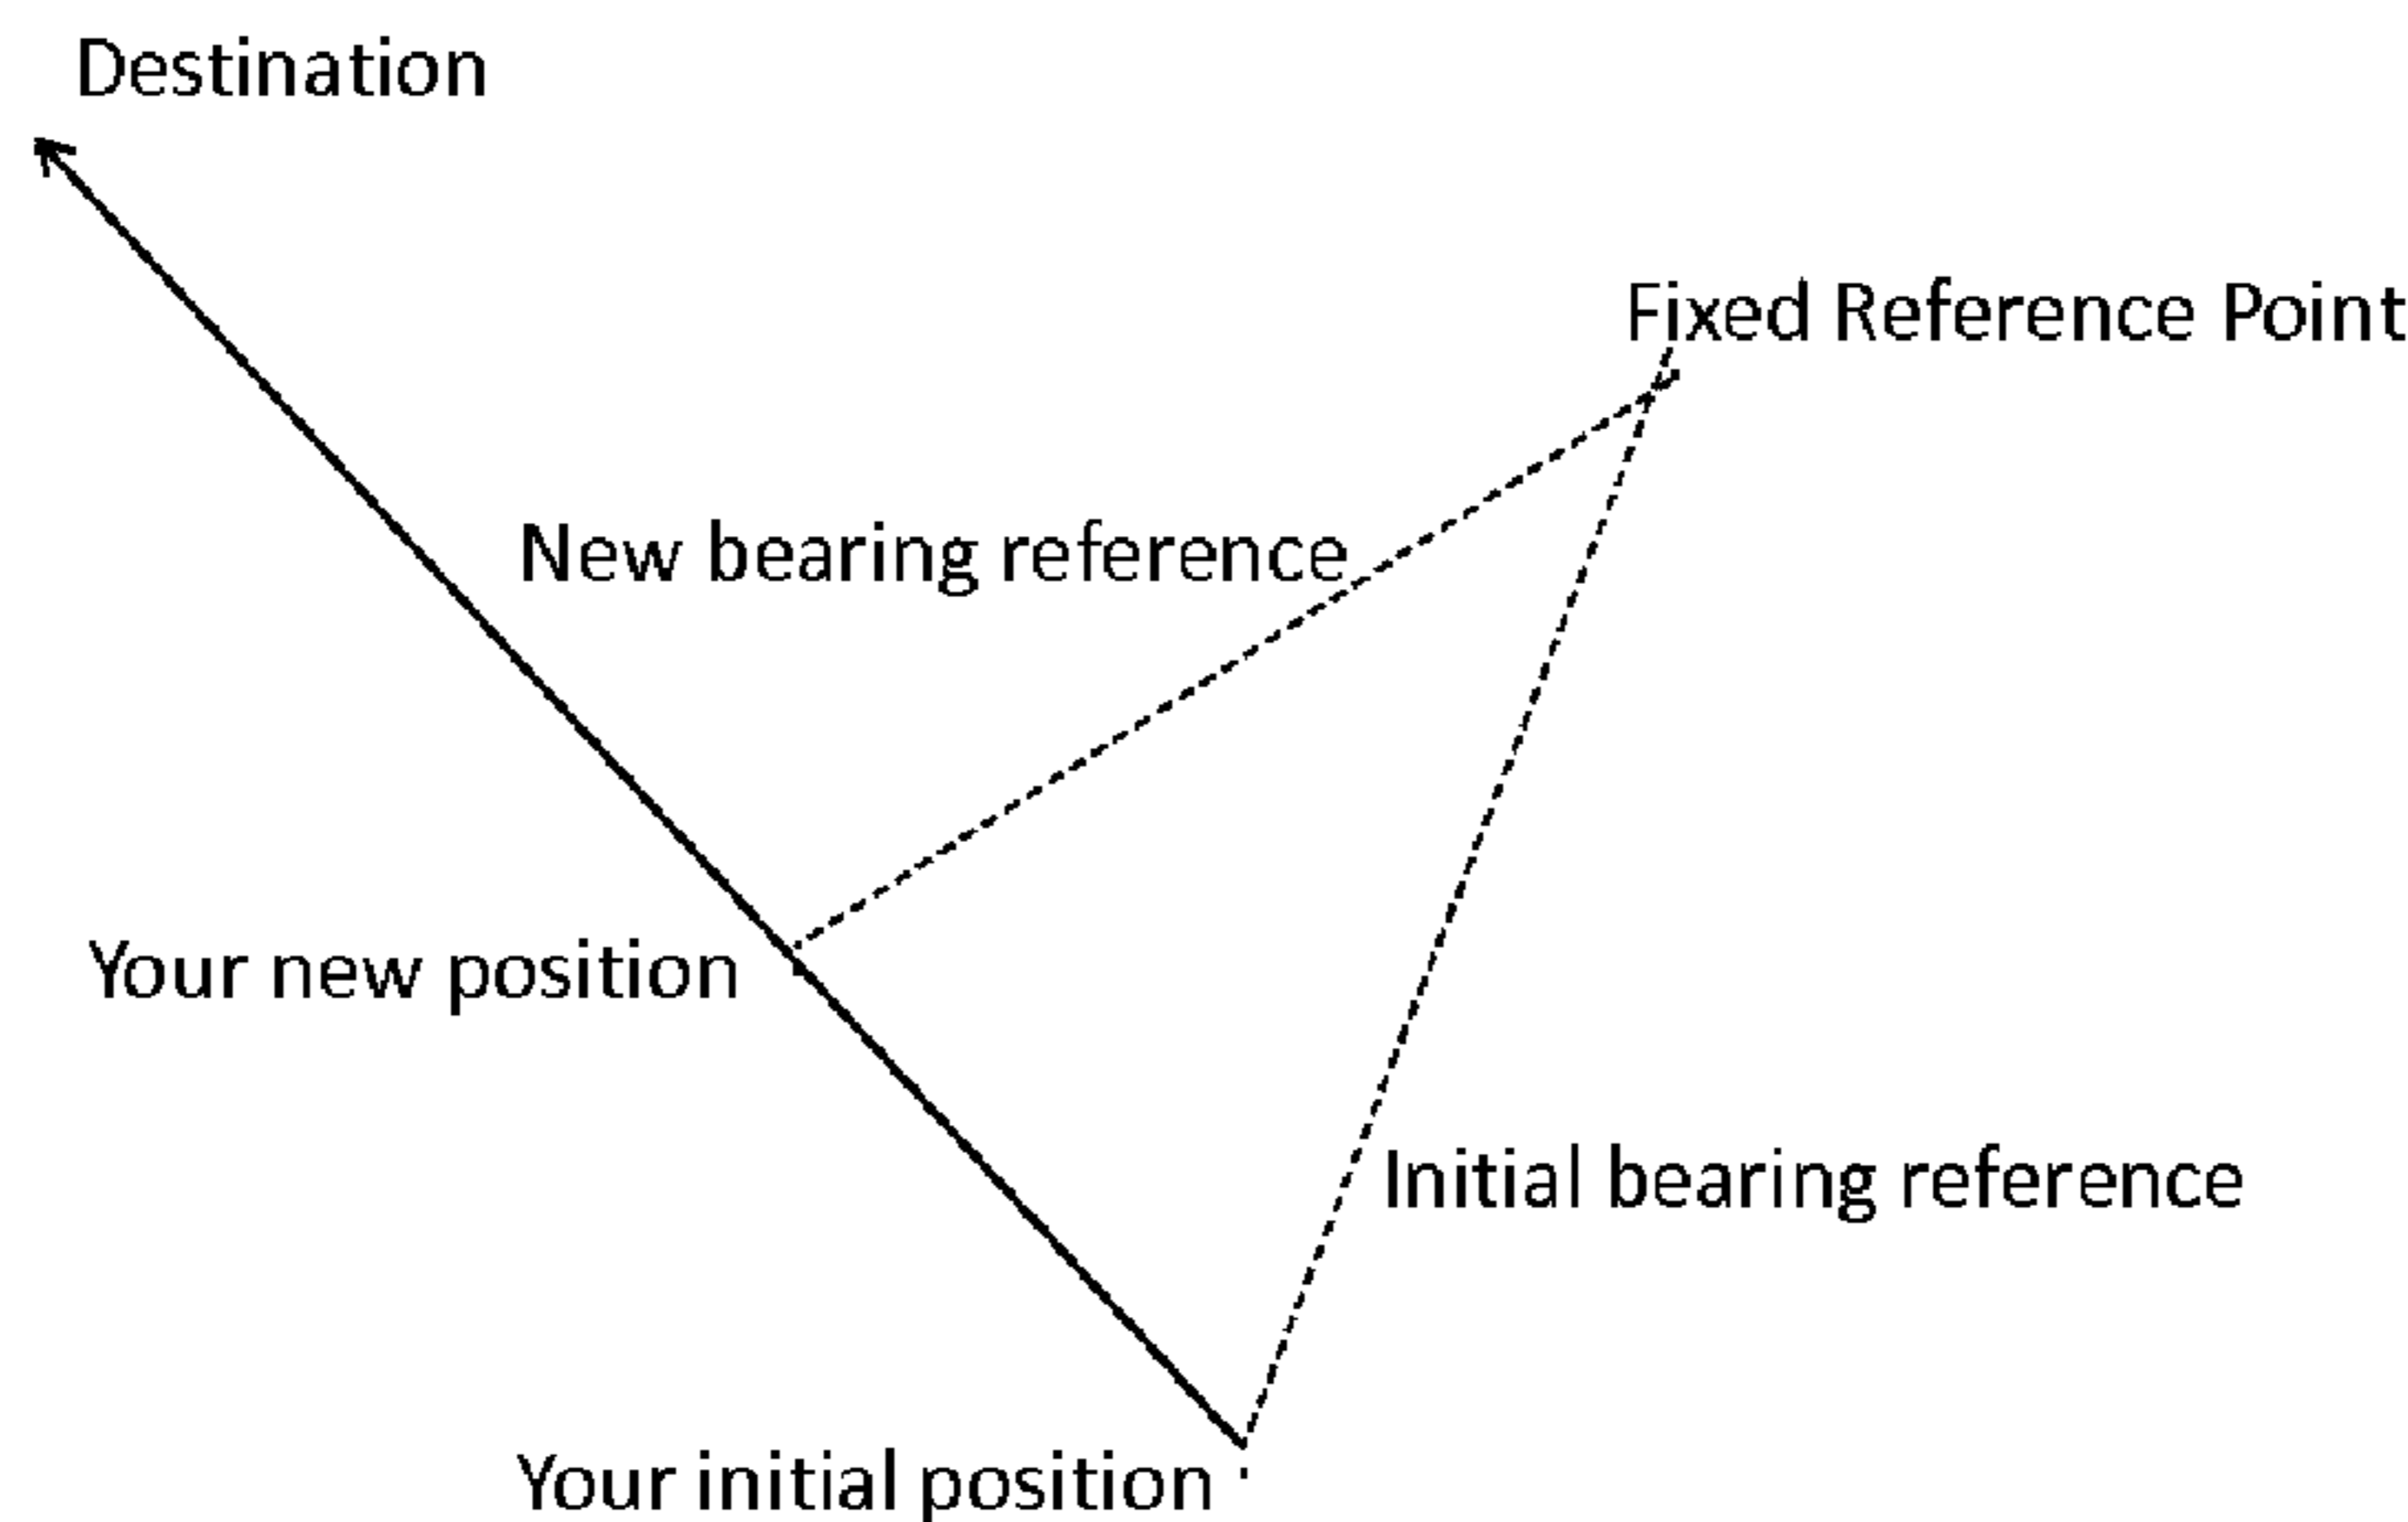 Destination
Fixed Reference Point
New bearing reference
Your new position
Initial bearing reference
Your initial position